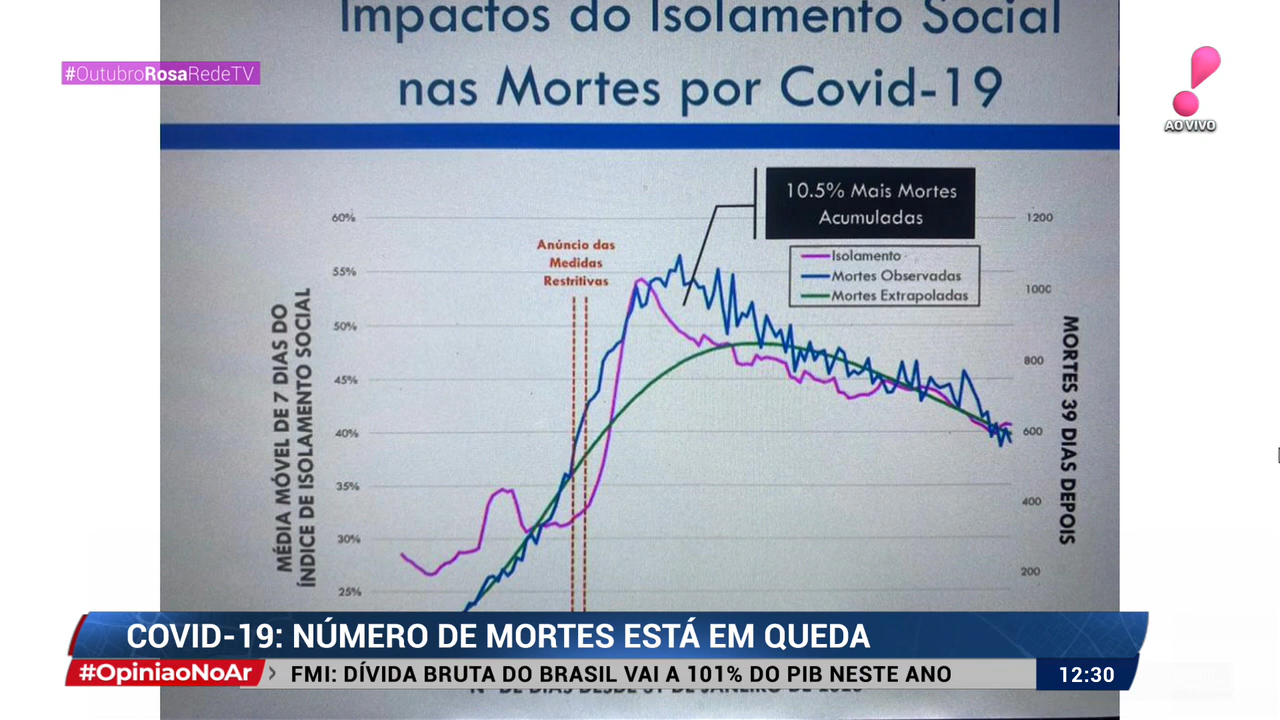 Impactos do Isolamento Social
nas Mortes por Covid-19
#OutubroRosaRedeTV
AO VIVO
10.5% Mais Mortes
Acumuladas
Anúncio das
Medidas
Restritivas
Isolamento
Mortes Observadas
Mortes Extrapoladas
60%
55%
50%
45%
40%
35%
30%
25%
1200
1000
800
600
400
200
MÉDIA MÓVEL DE 7 DIAS DO
ÍNDICE DE ISOLAMENTO SOCIAL
MORTES 39 DIAS DEPOIS
COVID-19: NÚMERO DE MORTES ESTÁ EM QUEDA
#OpiniaoNoAr
FMI: DÍVIDA BRUTA DO BRASIL VAI A 101% DO PIB NESTE ANO
12:30